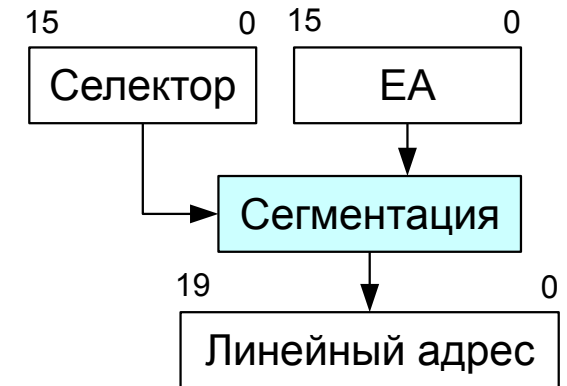 15 0 15 0
Селектор EA
Сегментация
19 0
Линейный адрес